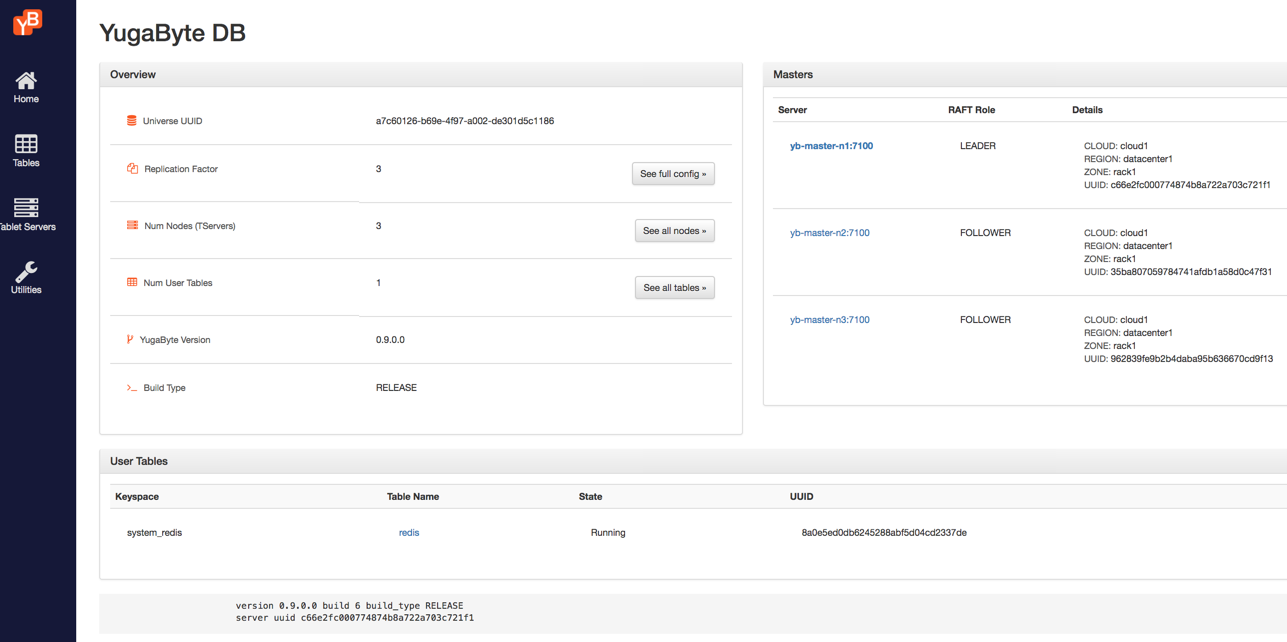 YB
YugaByte DB
Home
Tables
Tablet Servers
Utilities
Overview
Universe UUID a7c60126-b69e-4f97-a002-de301d5c1186
Replication Factor 3 See full config »
Num Nodes (TServers) 3 See all nodes »
Num User Tables 1 See all tables »
YugaByte Version 0.9.0.0
Build Type RELEASE
Masters
Server RAFT Role Details
yb-master-n1:7100 LEADER CLOUD: cloud1
REGION: datacenter1
ZONE: rack1
UUID: c66e2fc000774874b8a722a703c721f1
yb-master-n2:7100 FOLLOWER CLOUD: cloud1
REGION: datacenter1
ZONE: rack1
UUID: 35ba807059784741afdb1a58d0c47f31
yb-master-n3:7100 FOLLOWER CLOUD: cloud1
REGION: datacenter1
ZONE: rack1
UUID: 962839fe9b2b4daba95b636670cd9f13
User Tables
Keyspace Table Name State UUID
system_redis redis Running 8a0e5ed0db6245288abf5d04cd2337de
version 0.9.0.0 build 6 build_type RELEASE
server uuid c66e2fc000774874b8a722a703c721f1